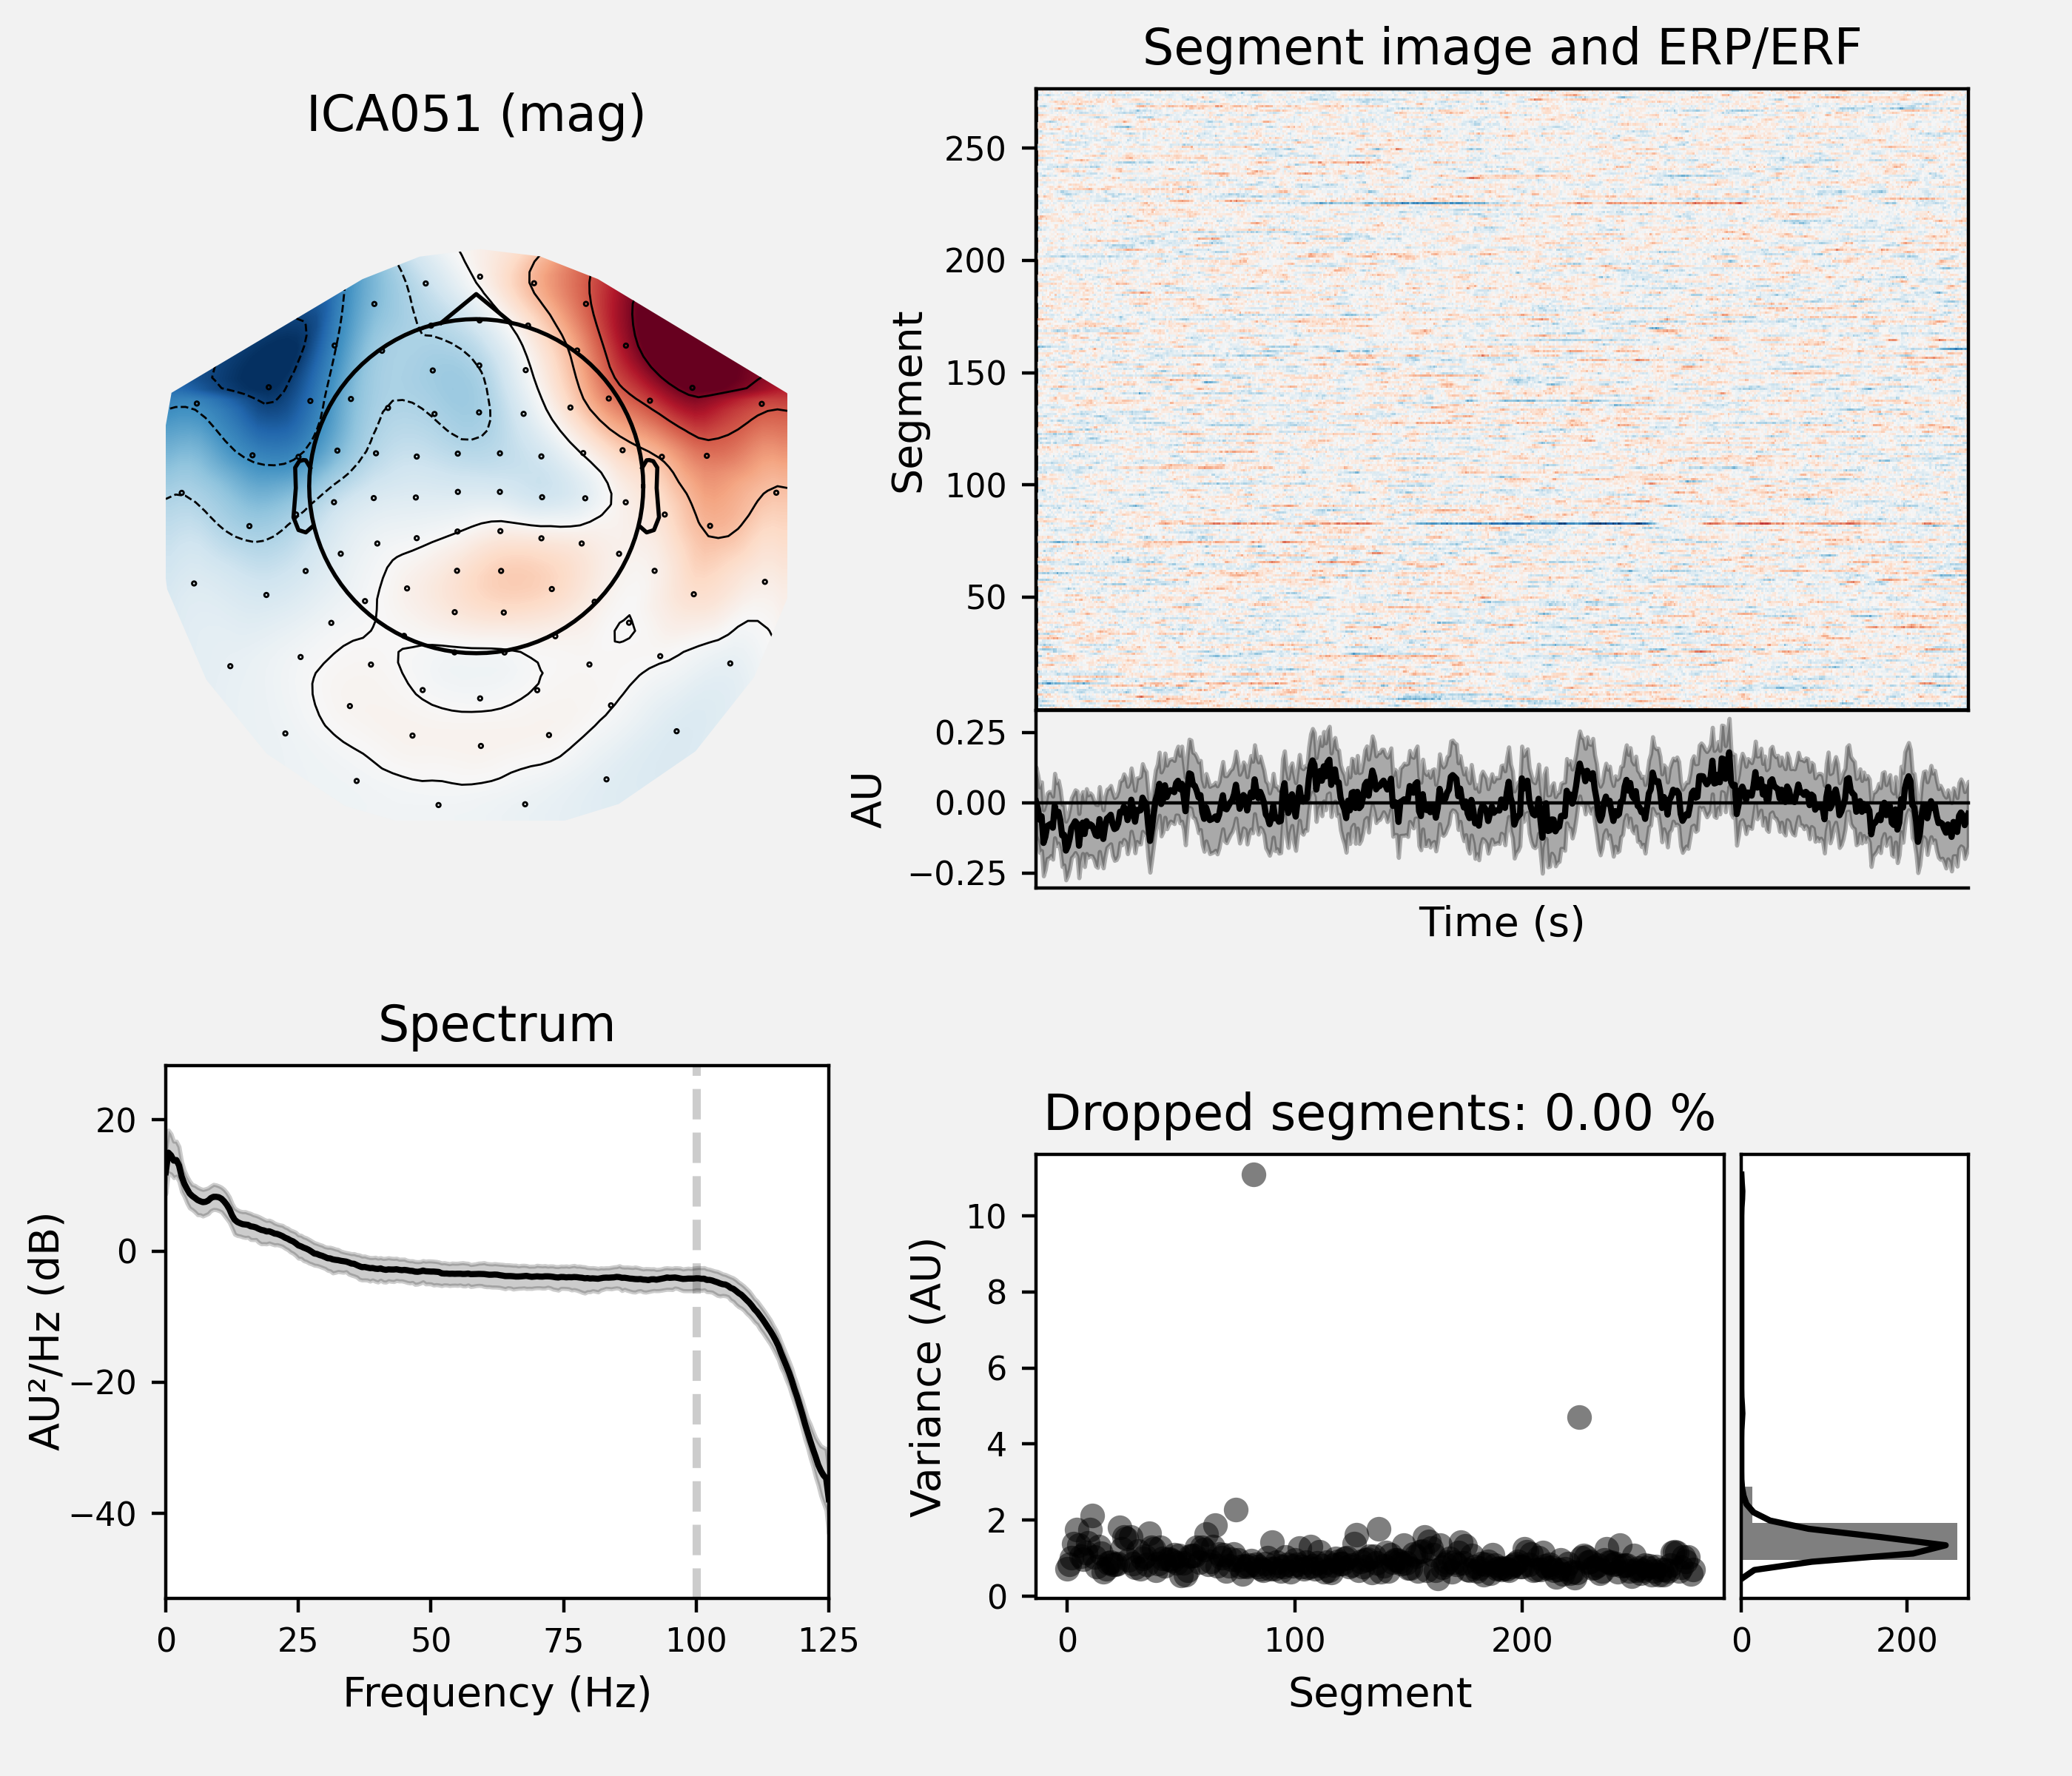 Segment image and ERP/ERF
ICA051 (mag)
250
200
150
100
50
Segment
0.25
0.00
−0.25
AU
Time (s)
Spectrum
20
0
−20
−40
AU²/Hz (dB)
0 25 50 75 100 125
Frequency (Hz)
Dropped segments: 0.00 %
10
8
6
4
2
0
Variance (AU)
0 100 200
0 200
Segment